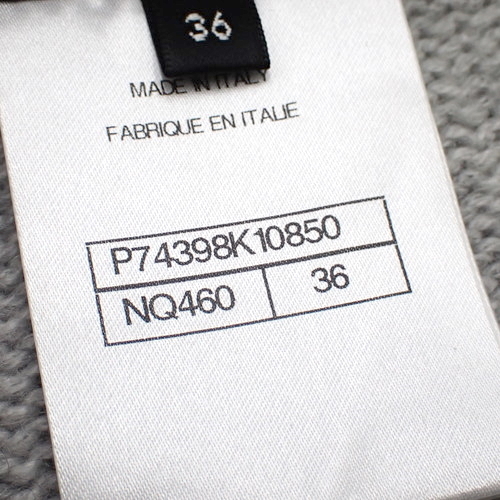 36
MADE IN ITALY
FABRIQUE EN ITALIE
P74398K10850
NQ460 36